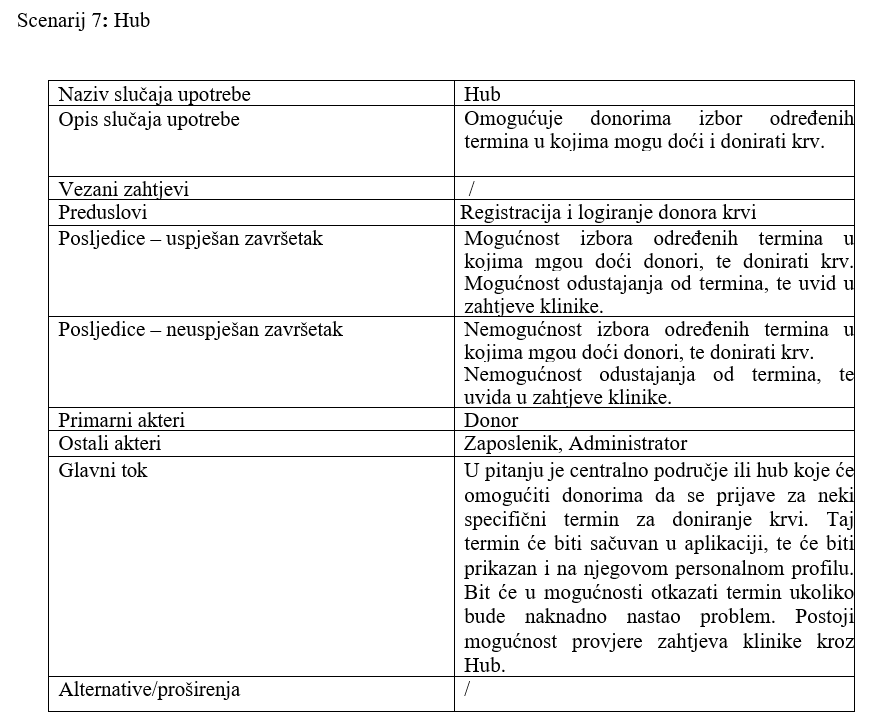 Scenarij 7: Hub
Naziv slučaja upotrebe
Hub
Opis slučaja upotrebe
Omogućuje donorima izbor određenih
termina u kojima mogu doći i donirati krv.
Vezani zahtjevi
/
Preduslovi
Registracija i logiranje donora krvi
Posljedice – uspješan završetak
Mogućnost izbora određenih termina u
kojima mgou doći donori, te donirati krv.
Mogućnost odustajanja od termina, te uvid u
zahtjeve klinike.
Posljedice – neuspješan završetak
Nemogućnost izbora određenih termina u
kojima mgou doći donori, te donirati krv.
Nemogućnost odustajanja od termina, te
uvida u zahtjeve klinike.
Primarni akteri
Donor
Ostali akteri
Zaposlenik, Administrator
Glavni tok
U pitanju je centralno područje ili hub koje će
omogućiti donorima da se prijave za neki
specifični termin za doniranje krvi. Taj
termin će biti sačuvan u aplikaciji, te će biti
prikazan i na njegovom personalnom profilu.
Bit će u mogućnosti otkazati termin ukoliko
bude naknadno nastao problem. Postoji
mogućnost provjere zahtjeva klinike kroz
Hub.
Alternative/proširenja
/